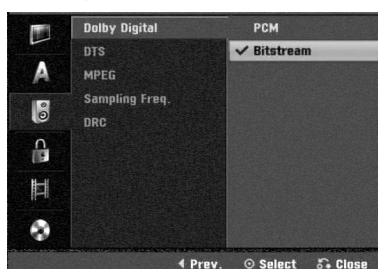 Dolby Digital
DTS
MPEG
Sampling Freq.
DRC
PCM
✔ Bitstream
A
Prev.
Select
Close